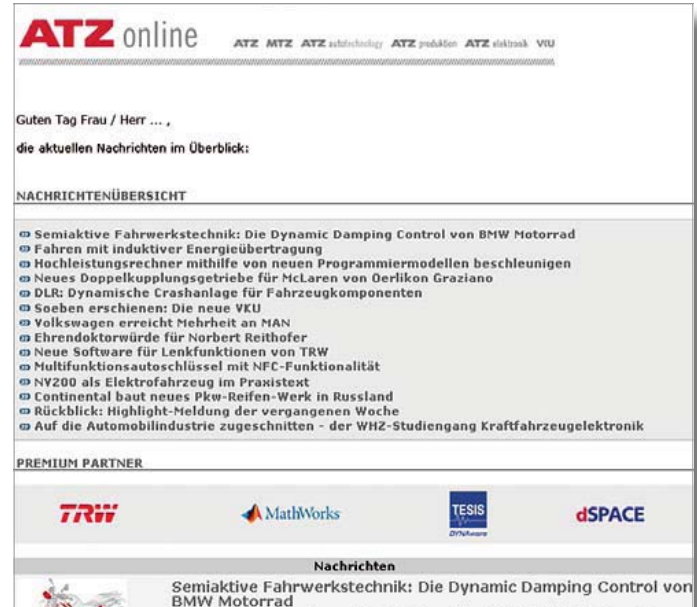 ATZ online
ATZ MTZ ATZ autotechnology ATZ produktion ATZ elektronik VKU
Guten Tag Frau / Herr ... ,
die aktuellen Nachrichten im Überblick:
NACHRICHTENÜBERSICHT
Semiaktive Fahrwerkstechnik: Die Dynamic Damping Control von BMW Motorrad
Fahren mit induktiver Energieübertragung
Hochleistungsrechner mithilfe von neuen Programmiermodellen beschleunigen
Neues Doppelkupplungsgetriebe für McLaren von Oerlikon Graziano
DLR: Dynamische Crashanlage für Fahrzeugkomponenten
Soeben erschienen: Die neue VKU
Volkswagen erreicht Mehrheit an MAN
Ehrendoktorwürde für Norbert Reithofer
Neue Software für Lenkfunktionen von TRW
Multifunktionsautoschlüssel mit NFC-Funktionalität
NV200 als Elektrofahrzeug im Praxistext
Continental baut neues Pkw-Reifen-Werk in Russland
Rückblick: Highlight-Meldung der vergangenen Woche
Auf die Automobilindustrie zugeschnitten - der WHZ-Studiengang Kraftfahrzeugelektronik
PREMIUM PARTNER
TRW MathWorks TESIS DYNAware dSPACE
Nachrichten
Semiaktive Fahrwerkstechnik: Die Dynamic Damping Control von
BMW Motorrad